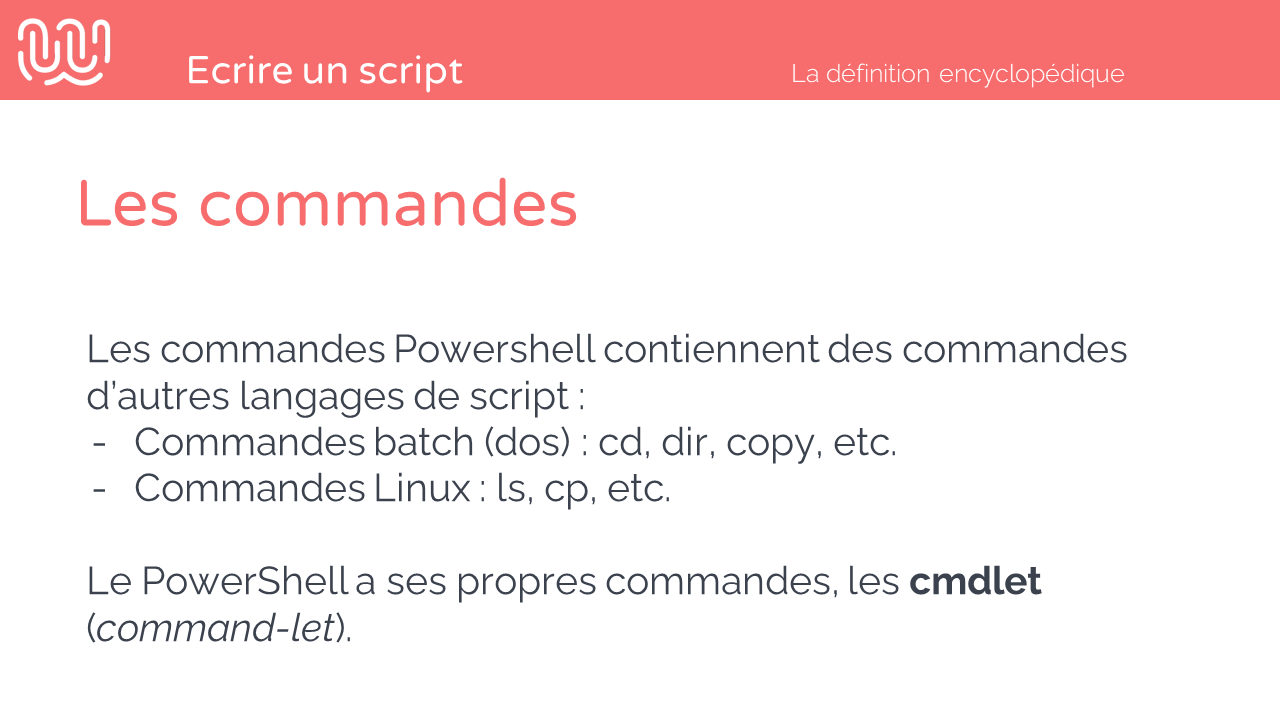 Ecrire un script
La définition encyclopédique
Les commandes
Les commandes Powershell contiennent des commandes
d’autres langages de script :
- Commandes batch (dos) : cd, dir, copy, etc.
- Commandes Linux : ls, cp, etc.
Le PowerShell a ses propres commandes, les cmdlet
(command-let).